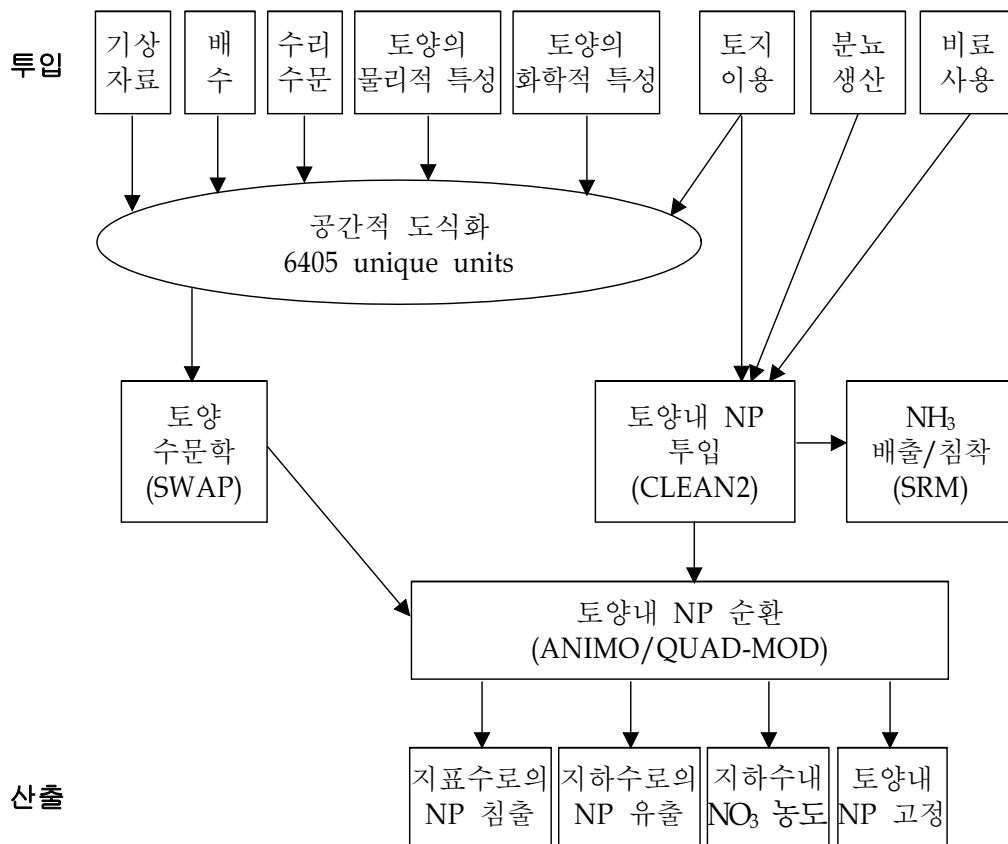 투입
기상
자료
배
수
수리
수문
토양의
물리적 특성
토양의
화학적 특성
토지
이용
분뇨
생산
비료
사용
공간적 도식화
6405 unique units
토양
수문학
(SWAP)
토양내 NP
투입
(CLEAN2)
NH₃
배출/침착
(SRM)
토양내 NP 순환
(ANIMO/QUAD-MOD)
산출
지표수로의
NP 침출
지하수로의
NP 유출
지하수내
NO₃ 농도
토양내
NP 고정